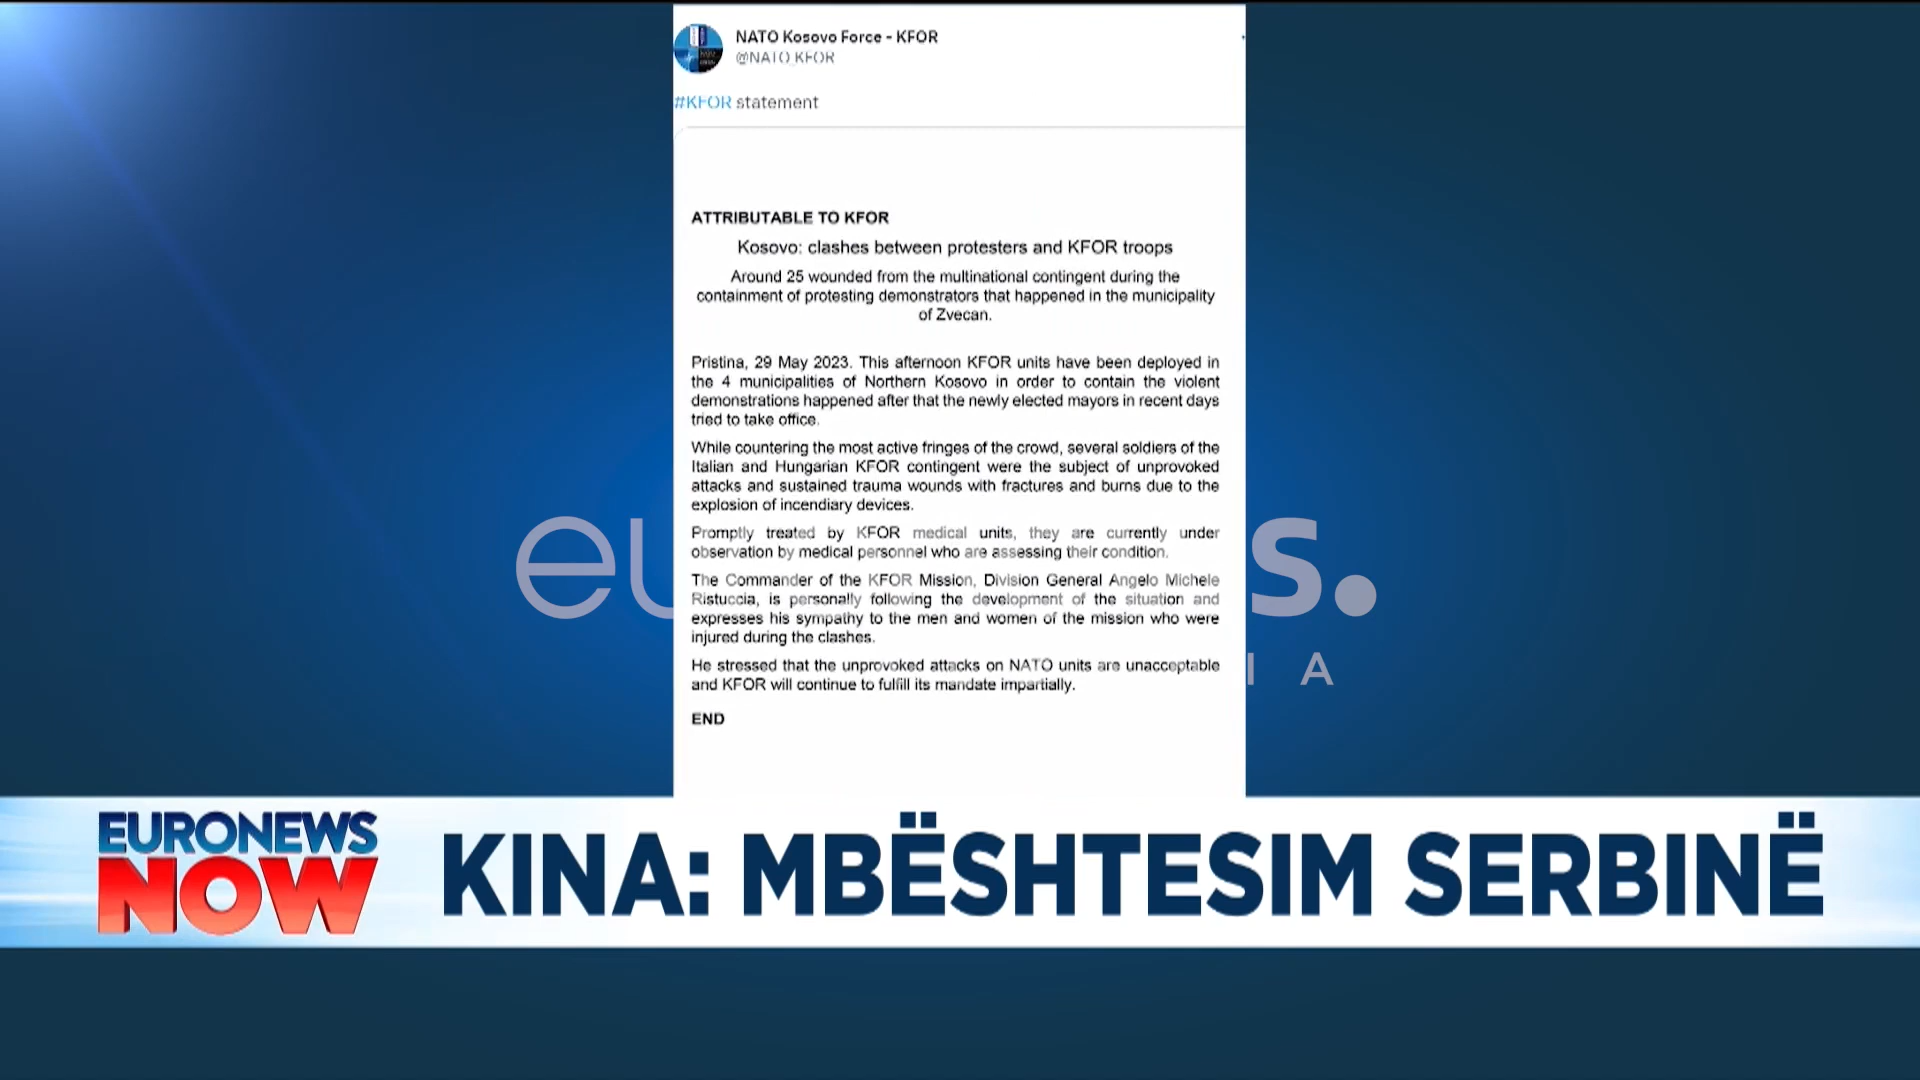 NATO Kosovo Force - KFOR
@NATO_KFOR
#KFOR statement
ATTRIBUTABLE TO KFOR
Kosovo: clashes between protesters and KFOR troops
Around 25 wounded from the multinational contingent during the
containment of protesting demonstrators that happened in the municipality
of Zvecan.
Pristina, 29 May 2023. This afternoon KFOR units have been deployed in
the 4 municipalities of Northern Kosovo in order to contain the violent
demonstrations happened after that the newly elected mayors in recent days
tried to take office.
While countering the most active fringes of the crowd, several soldiers of the
Italian and Hungarian KFOR contingent were the subject of unprovoked
attacks and sustained trauma wounds with fractures and burns due to the
explosion of incendiary devices.
Promptly treated by KFOR medical units, they are currently under
observation by medical personnel who are assessing their condition.
The Commander of the KFOR Mission, Division General Angelo Michele
Ristuccia, is personally following the development of the situation and
expresses his sympathy to the men and women of the mission who were
injured during the clashes.
He stressed that the unprovoked attacks on NATO units are unacceptable
and KFOR will continue to fulfill its mandate impartially.
END
EURONEWS
NOW
KINA: MBËSHTESIM SERBINË